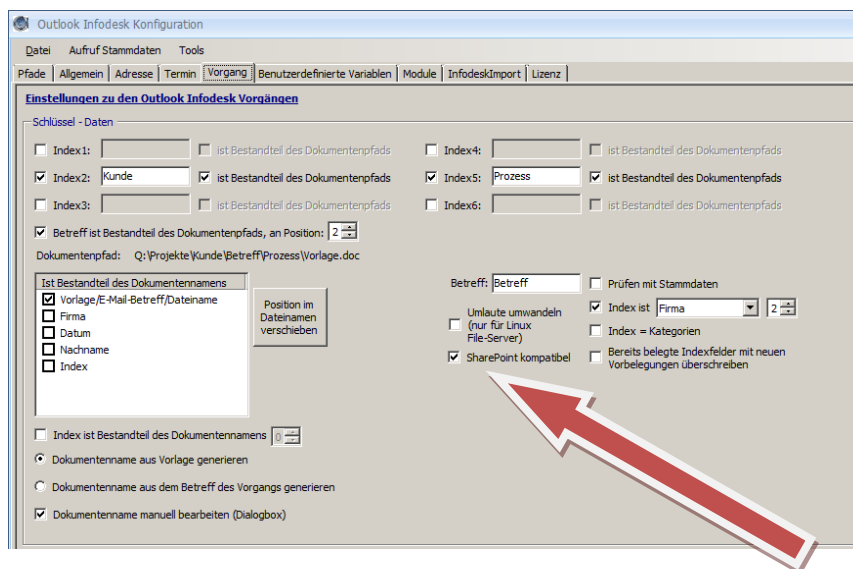 Outlook Infodesk Konfiguration
Datei Aufruf Stammdaten Tools
Pfade Allgemein Adresse Termin Vorgang Benutzerdefinierte Variablen Module InfodeskImport Lizenz
Einstellungen zu den Outlook Infodesk Vorgängen
Schlüssel - Daten
Index1: ist Bestandteil des Dokumentenpfads Index4: ist Bestandteil des Dokumentenpfads
Index2: Kunde ist Bestandteil des Dokumentenpfads Index5: Prozess ist Bestandteil des Dokumentenpfads
Index3: ist Bestandteil des Dokumentenpfads Index6: ist Bestandteil des Dokumentenpfads
Betreff ist Bestandteil des Dokumentenpfads, an Position: 2
Dokumentenpfad: Q:\Projekte\Kunde\Betreff\Prozess\Vorlage.doc
Ist Bestandteil des Dokumentennamens
Vorlage/E-Mail-Betreff/Dateiname
Firma
Datum
Nachname
Index
Position im
Dateinamen
verschieben
Betreff: Betreff
Umlaute umwandeln
(nur für Linux
File-Server)
SharePoint kompatibel
Prüfen mit Stammdaten
Index ist Firma 2
Index = Kategorien
Bereits belegte Indexfelder mit neuen
Vorbelegungen überschreiben
Index ist Bestandteil des Dokumentennamens 0
Dokumentenname aus Vorlage generieren
Dokumentenname aus dem Betreff des Vorgangs generieren
Dokumentenname manuell bearbeiten (Dialogbox)